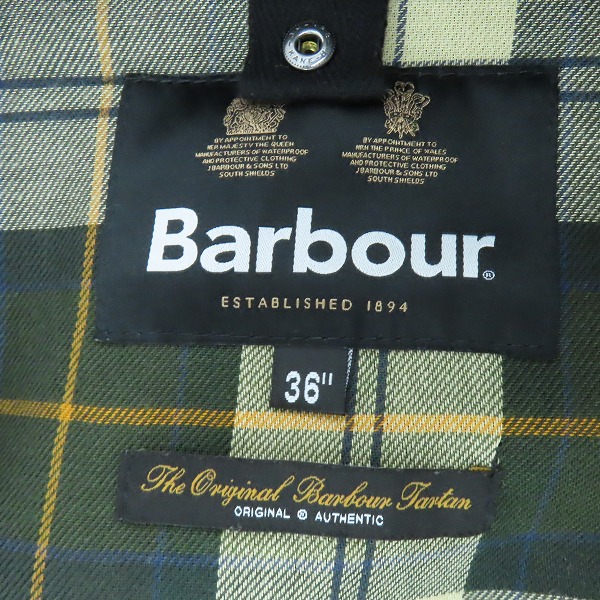 KANE
BY APPOINTMENT TO
HER MAJESTY THE QUEEN
MANUFACTURERS OF WATERPROOF
AND PROTECTIVE CLOTHING
J.BARBOUR & SONS LTD
SOUTH SHIELDS
BY APPOINTMENT TO
HRH THE PRINCE OF WALES
MANUFACTURERS OF WATERPROOF
AND PROTECTIVE CLOTHING
J.BARBOUR & SONS LTD
SOUTH SHIELDS
Barbour®
ESTABLISHED 1894
36"
The Original Barbour Tartan
ORIGINAL ® AUTHENTIC